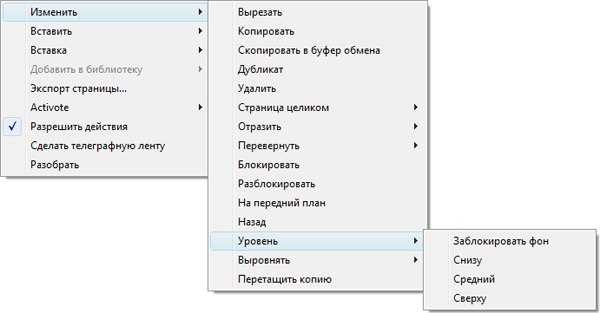 Изменить
Вставить
Вставка
Добавить в библиотеку
Экспорт страницы...
Activote
Разрешить действия
Сделать телеграфную ленту
Разобрать
Вырезать
Копировать
Скопировать в буфер обмена
Дубликат
Удалить
Страница целиком
Отразить
Перевернуть
Блокировать
Разблокировать
На передний план
Назад
Уровень
Выровнять
Перетащить копию
Заблокировать фон
Снизу
Средний
Сверху